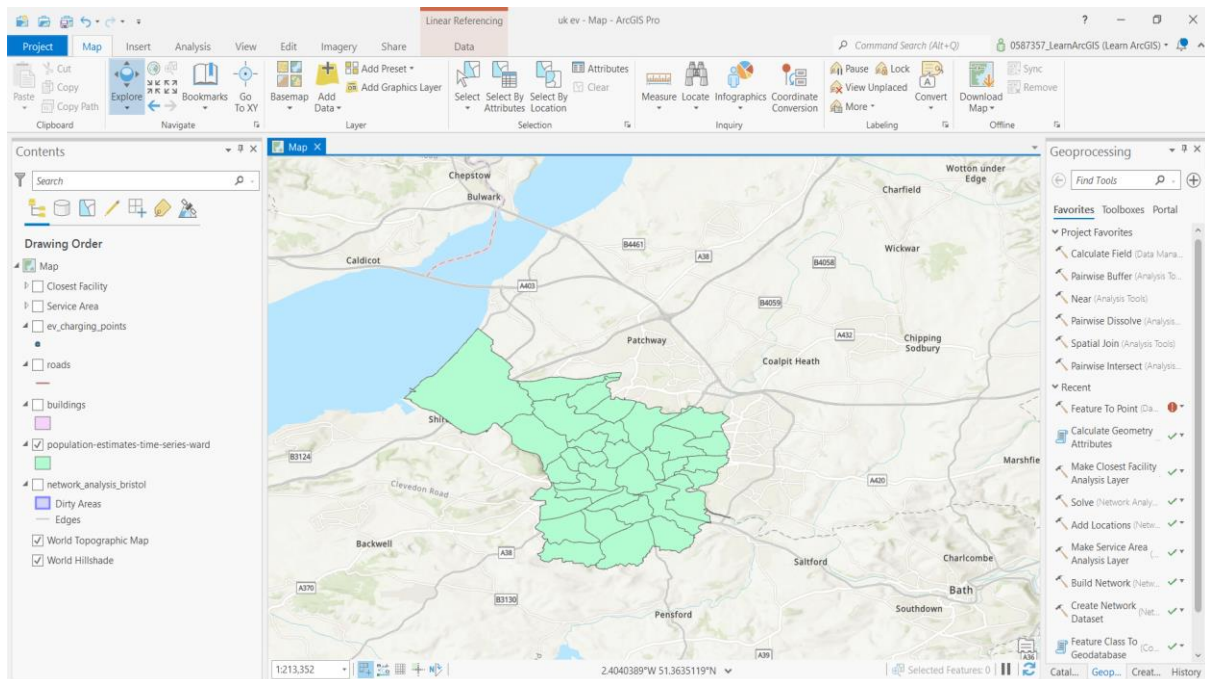 Linear Referencing
uk ev - Map - ArcGIS Pro
?
Project Map Insert Analysis View Edit Imagery Share Data
Command Search (Alt+Q)
0587357_LearnArcGIS (Learn ArcGIS)
Paste
Cut
Copy
Copy Path
Clipboard
Explore
Bookmarks
Go
To XY
Navigate
Basemap
Add
Data
Add Preset
Add Graphics Layer
Layer
Select
Select By
Attributes
Select By
Location
Attributes
Clear
Selection
Measure
Locate
Infographics
Coordinate
Conversion
Inquiry
Pause
Lock
View Unplaced
More
Convert
Labeling
Download
Map
Sync
Remove
Offline
Contents
Search
Drawing Order
Map
Closest Facility
Service Area
ev_charging_points
roads
buildings
population-estimates-time-series-ward
network_analysis_bristol
Dirty Areas
Edges
World Topographic Map
World Hillshade
Map
Chepstow
Bulwark
Wotton under
Edge
Charfield
B4461
A38
Wickwar
Caldicot
B4058
A403
B4059
Patchway
A432
Chipping
Sodbury
Coalpit Heath
Shir
B3124
Marshfie
Clevedon Road
A420
Backwell
A38
Saltford
Charlcombe
A370
Bath
B3130
Southdown
Pensford
A39
A36
1:213,352
2.4040389°W 51.3635119°N
Selected Features: 0
Geoprocessing
Find Tools
Favorites Toolboxes Portal
Project Favorites
Calculate Field (Data Mana...
Pairwise Buffer (Analysis To...
Near (Analysis Tools)
Pairwise Dissolve (Analysis...
Spatial Join (Analysis Tools)
Pairwise Intersect (Analysis...
Recent
Feature To Point (Da...
Calculate Geometry
Attributes
Make Closest Facility
Analysis Layer
Solve (Network Analy...
Add Locations (Netw...
Make Service Area
Analysis Layer (...
Build Network (Netw...
Create Network
Dataset (Net...
Feature Class To
Geodatabase (Co...
Catal... Geop... Creat... History